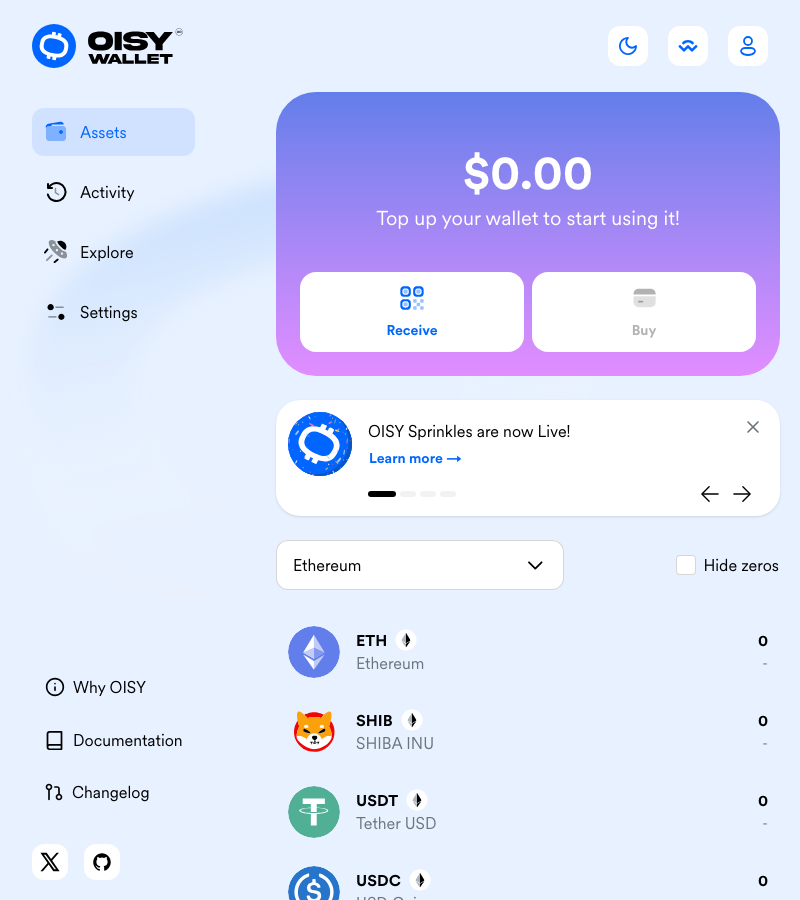 OISY
WALLET
Assets
Activity
Explore
Settings
$0.00
Top up your wallet to start using it!
Receive
Buy
OISY Sprinkles are now Live!
Learn more →
Ethereum
Hide zeros
ETH
0
Ethereum
-
SHIB
0
SHIBA INU
-
USDT
0
Tether USD
-
USDC
0
Why OISY
Documentation
Changelog